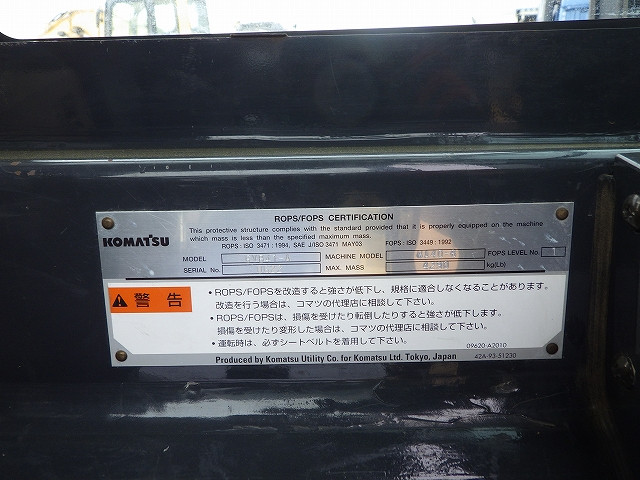 ROPS/FOPS CERTIFICATION
This protective structure complies with the standard provided that it is properly equipped on the machine
which mass is less than the specified maximum mass.
ROPS : ISO 3471 : 1994, SAE J/ISO 3471 MAY03 FOPS : ISO 3449 : 1992
KOMATSU
MODEL MACHINE MODEL FOPS LEVEL No. 1
SERIAL No. MAX. MASS kg(Lb)
警告
・ROPS/FOPSを改造すると強さが低下し、規格に適合しなくなることがあります。
改造を行う場合は、コマツの代理店に相談して下さい。
・ROPS/FOPSは、損傷を受けたり転倒したりすると強さが低下します。
損傷を受けたり変形した場合は、コマツの代理店に相談して下さい。
・運転時は、必ずシートベルトを着用して下さい。
09620-A2010
Produced by Komatsu Utility Co. for Komatsu Ltd. Tokyo, Japan
42A-93-51230